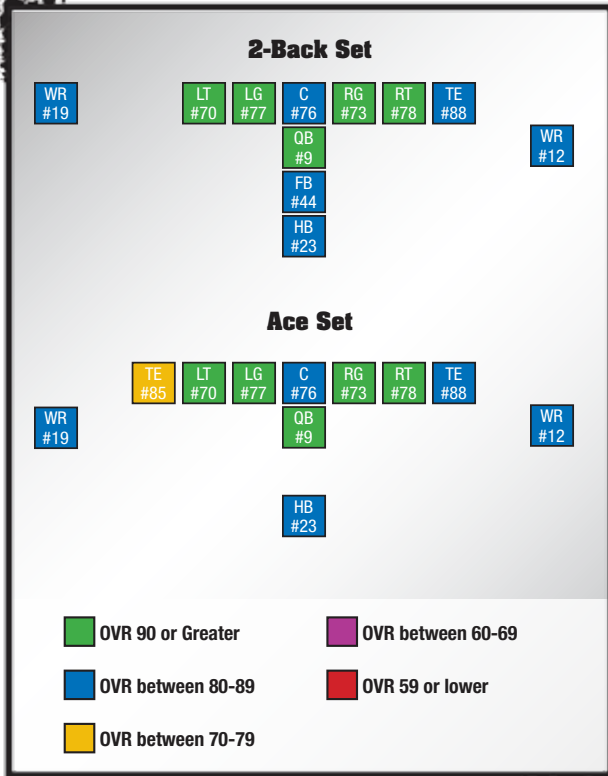 2-Back Set
WR LT LG C RG RT TE
#19 #70 #77 #76 #73 #78 #88
QB WR
#9 #12
FB
#44
HB
#23
Ace Set
TE LT LG C RG RT TE
#85 #70 #77 #76 #73 #78 #88
WR QB WR
#19 #9 #12
HB
#23
OVR 90 or Greater OVR between 60-69
OVR between 80-89 OVR 59 or lower
OVR between 70-79